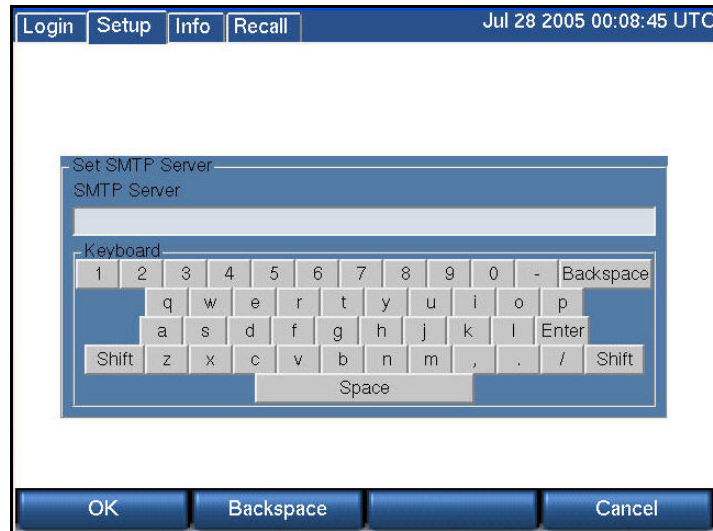 Login Setup Info Recall Jul 28 2005 00:08:45 UTC
Set SMTP Server
SMTP Server
Keyboard
1 2 3 4 5 6 7 8 9 0 - Backspace
q w e r t y u i o p
a s d f g h j k l Enter
Shift z x c v b n m , . / Shift
Space
OK Backspace Cancel